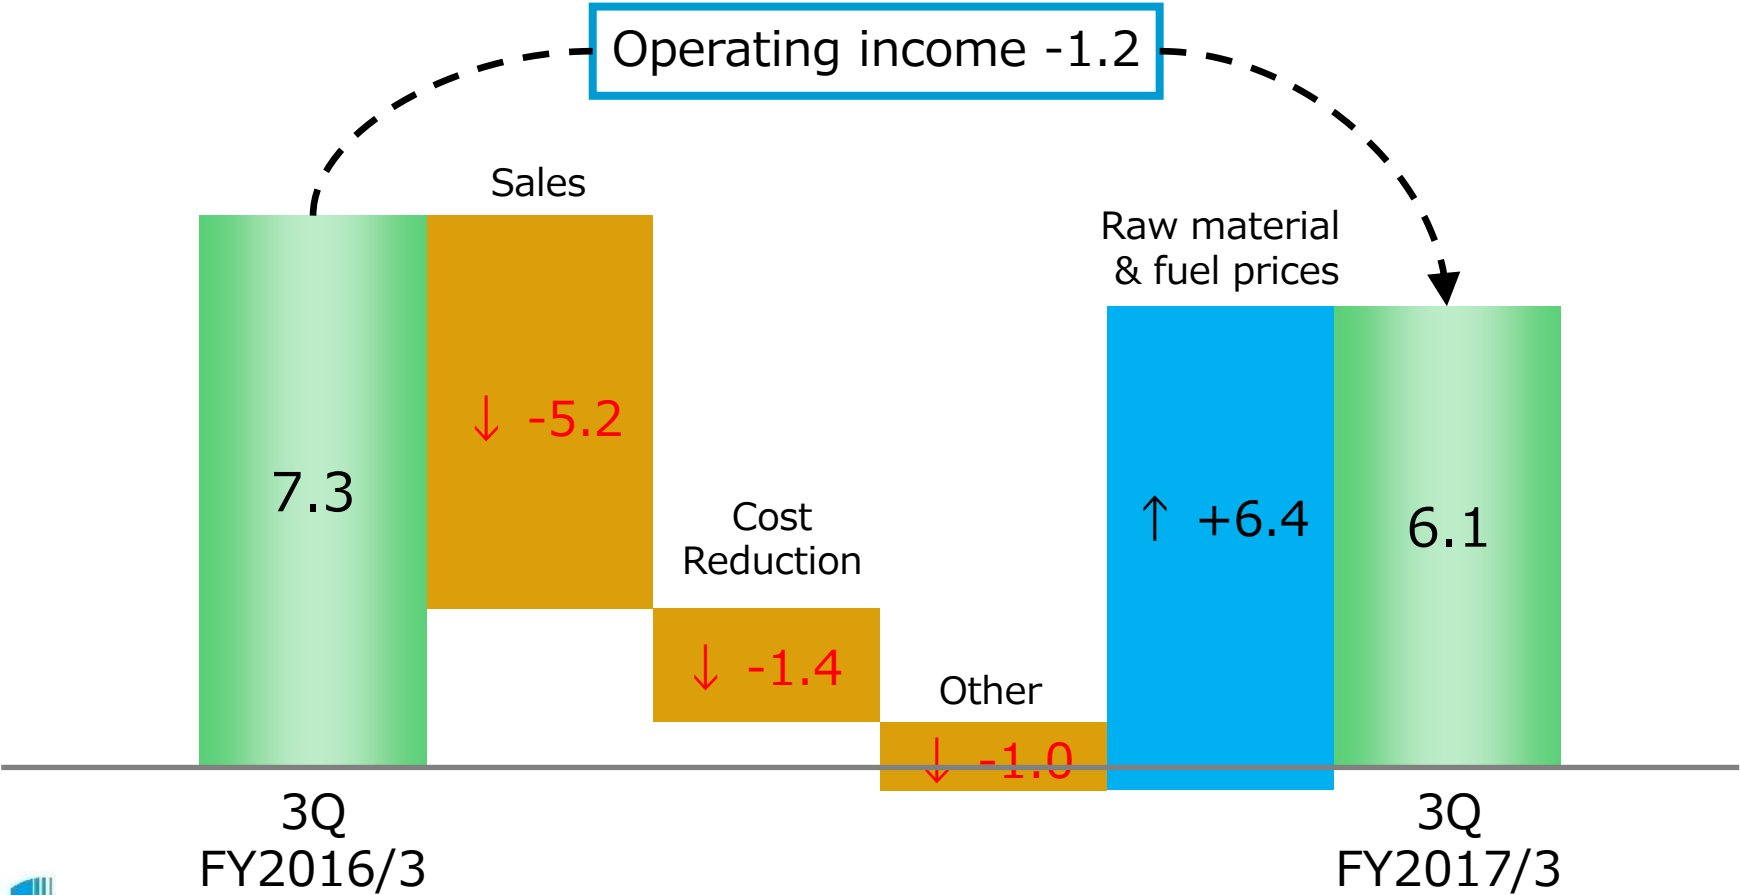 Operating income -1.2
Sales
Raw material
& fuel prices
↓ -5.2
7.3
Cost
Reduction
↑ +6.4
6.1
↓ -1.4
Other
↓ -1.0
3Q
FY2016/3
3Q
FY2017/3